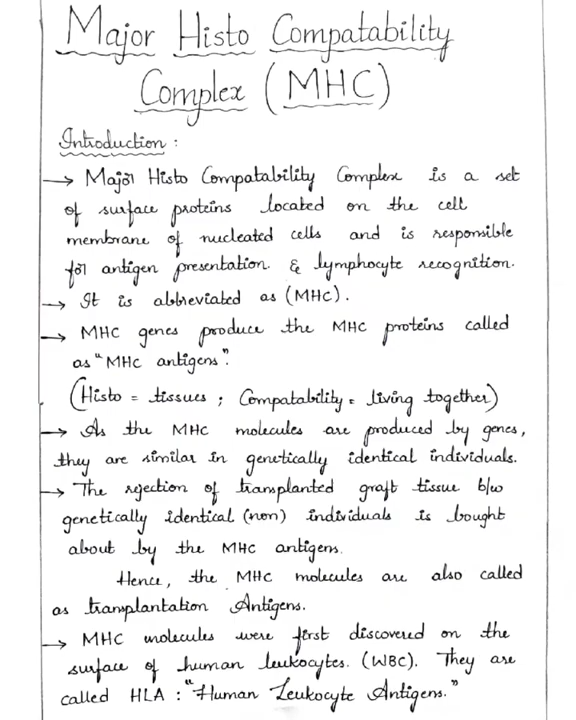 Major Histo Compatability
Complex (MHC)
Introduction :
→ Major Histo Compatability Complex is a set
of surface proteins located on the cell
membrane of nucleated cells and is responsible
for antigen presentation. & lymphocyte recognition.
→ It is abbreviated as (MHC).
→ MHC genes produce the MHC proteins called
as "MHC antigens".
(Histo = tissues ; Compatability = living together)
→ As the MHC molecules are produced by genes,
they are similar in genetically identical individuals.
→ The rejection of transplanted graft tissue b/w
genetically identical (non) individuals is bought
about by the MHC antigens.
Hence, the MHC molecules are also called
as transplantation Antigens.
→ MHC molecules were first discovered on the
surface of human leukocytes. (WBC). They are
called HLA : "Human Leukocyte Antigens."